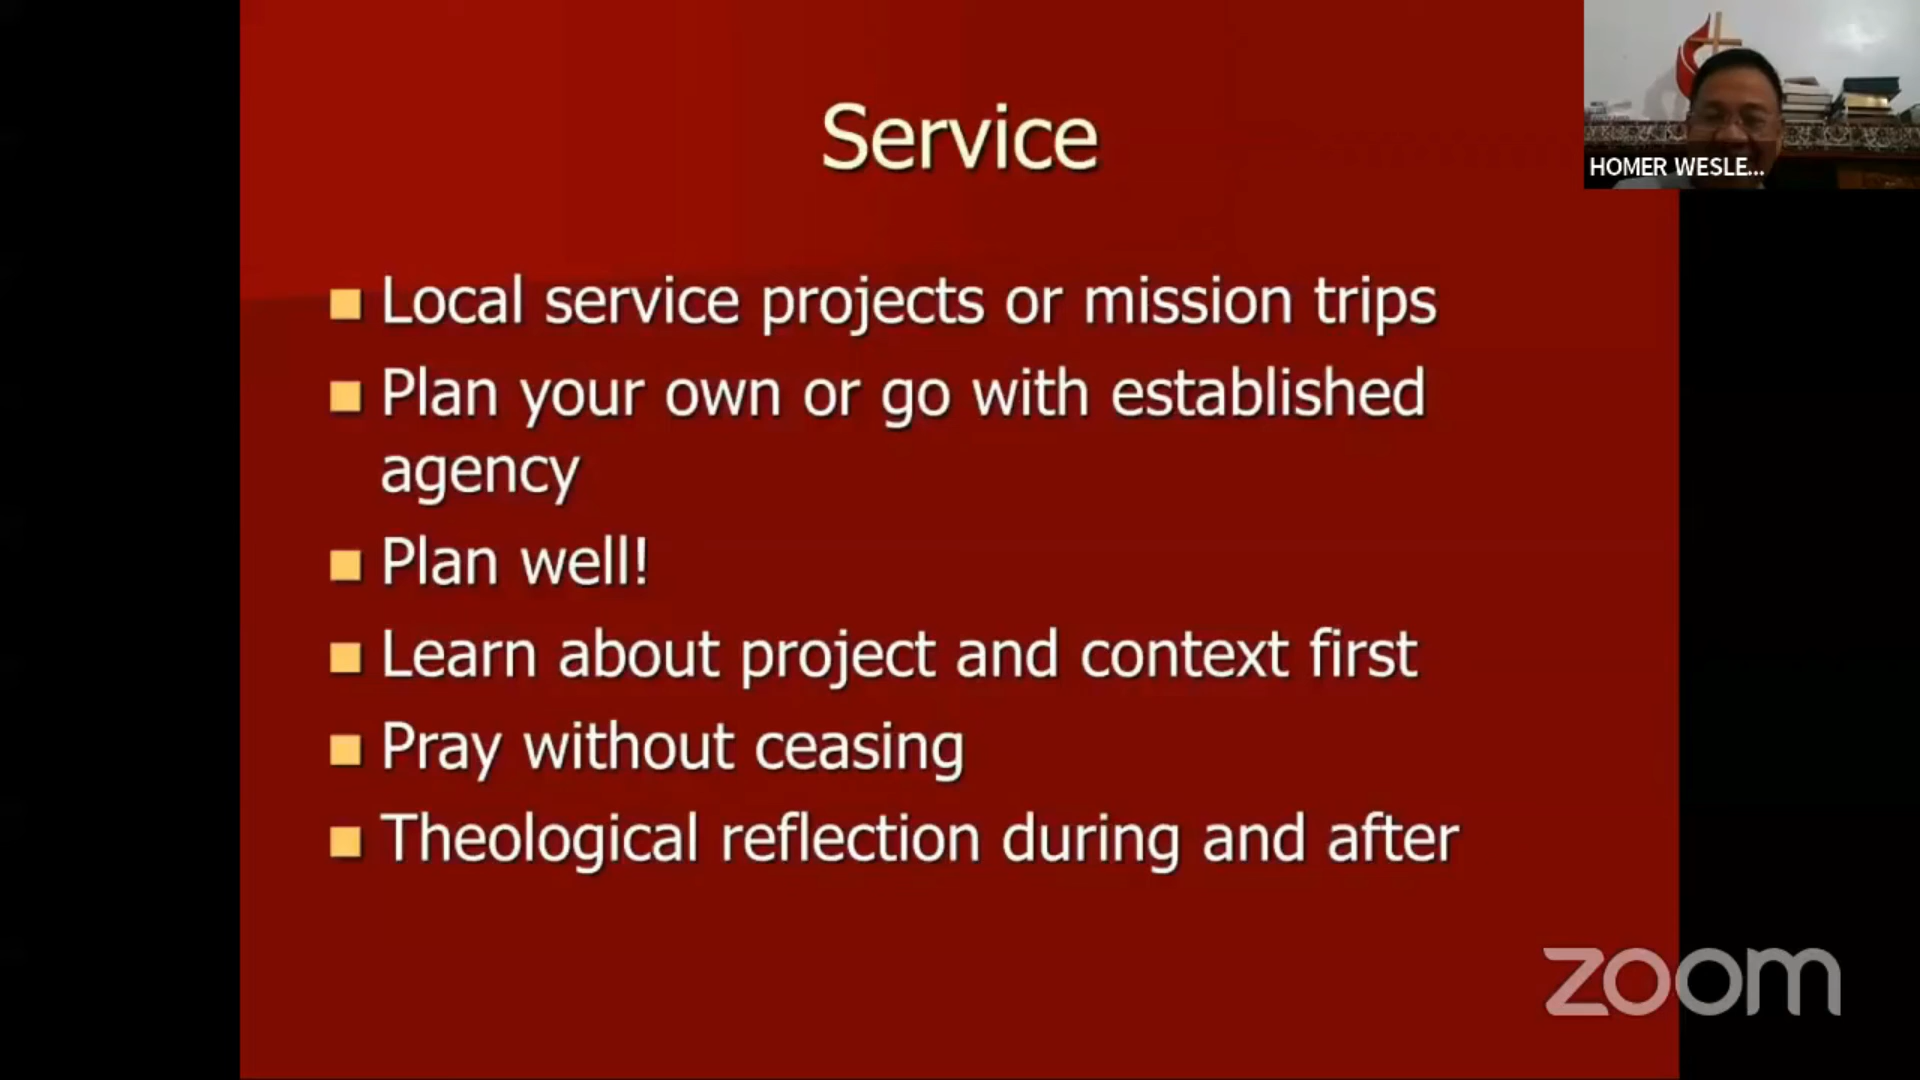 Service
HOMER WESLE...
Local service projects or mission trips
Plan your own or go with established
agency
Plan well!
Learn about project and context first
Pray without ceasing
Theological reflection during and after
zoom